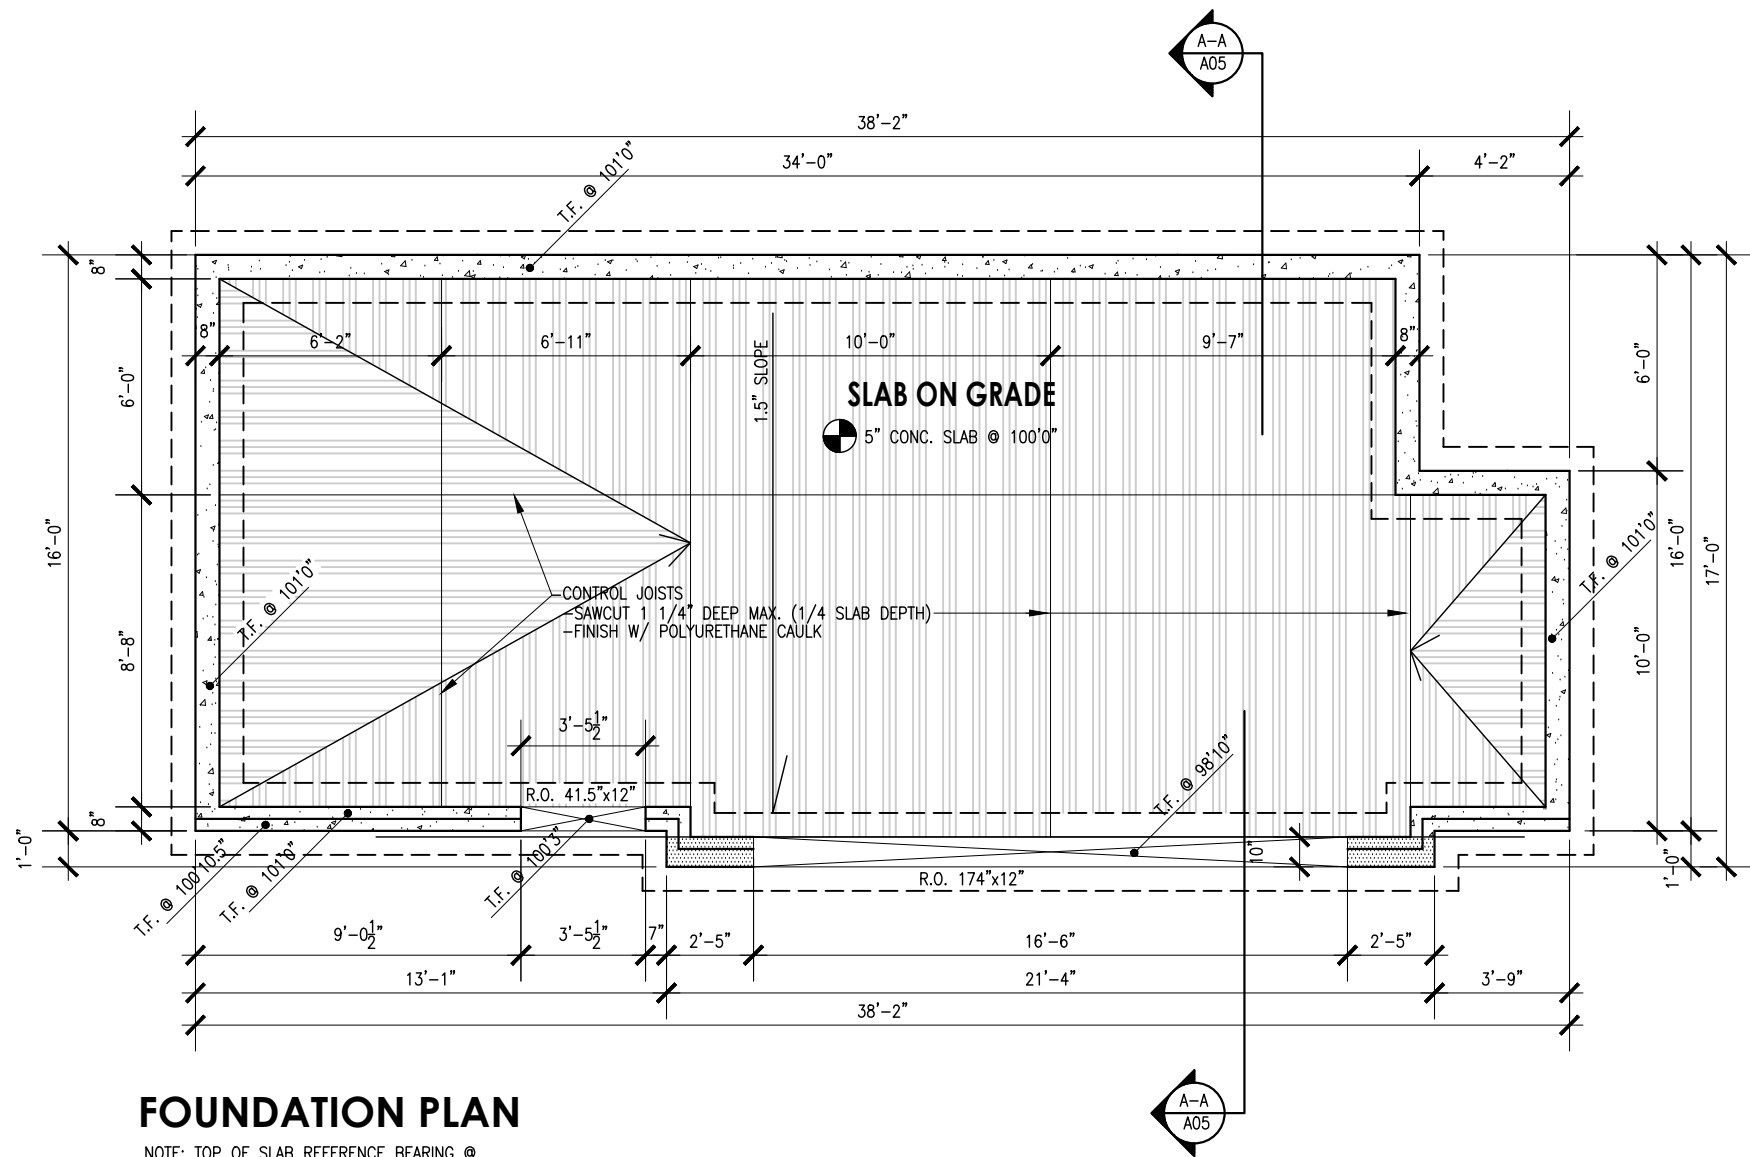 A-A
A05
38'-2"
34'-0"
4'-2"
T.F. @ 101'0"
8"
8"
6'-2"
6'-11"
10'-0"
9'-7"
8"
6'-0"
6'-0"
1.5" SLOPE
SLAB ON GRADE
5" CONC. SLAB @ 100'0"
16'-0"
16'-0"
17'-0"
T.F. @ 101'0"
T.F. @ 101'0"
CONTROL JOISTS
-SAWCUT 1 1/4" DEEP MAX. (1/4 SLAB DEPTH)
-FINISH W/ POLYURETHANE CAULK
8'-8"
10'-0"
3'-5½"
R.O. 41.5"x12"
T.F. @ 98'10"
8"
1'-0"
10"
1'-0"
R.O. 174"x12"
T.F. @ 100'10.5"
T.F. @ 101'0"
T.F. @ 100'3"
9'-0½"
3'-5½"
7"
2'-5"
16'-6"
2'-5"
13'-1"
21'-4"
3'-9"
38'-2"
A-A
A05
FOUNDATION PLAN
NOTE: TOP OF SLAB REFERENCE BEARING @